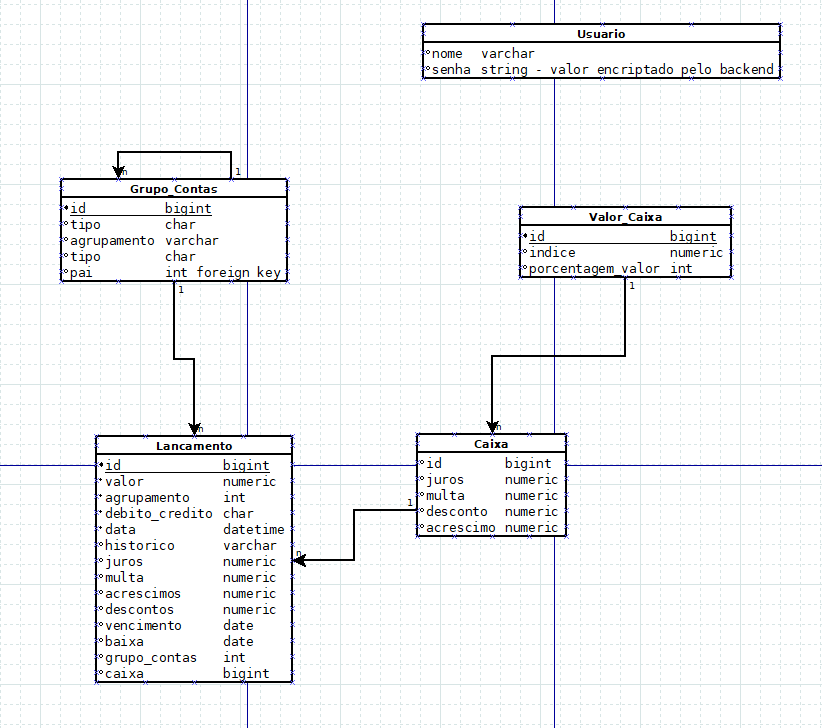 Usuario
nome varchar
senha string - valor encriptado pelo backend
n 1
Grupo_Contas
id bigint
tipo char
agrupamento varchar
tipo char
pai int foreign key
1
Valor_Caixa
id bigint
indice numeric
porcentagem_valor int
1
n
Lancamento
id bigint
valor numeric
agrupamento int
debito_credito char
data datetime
historico varchar
juros numeric
multa numeric
acrescimos numeric
descontos numeric
vencimento date
baixa date
grupo_contas int
caixa bigint
n
Caixa
id bigint
juros numeric
multa numeric
desconto numeric
acrescimo numeric
1
n